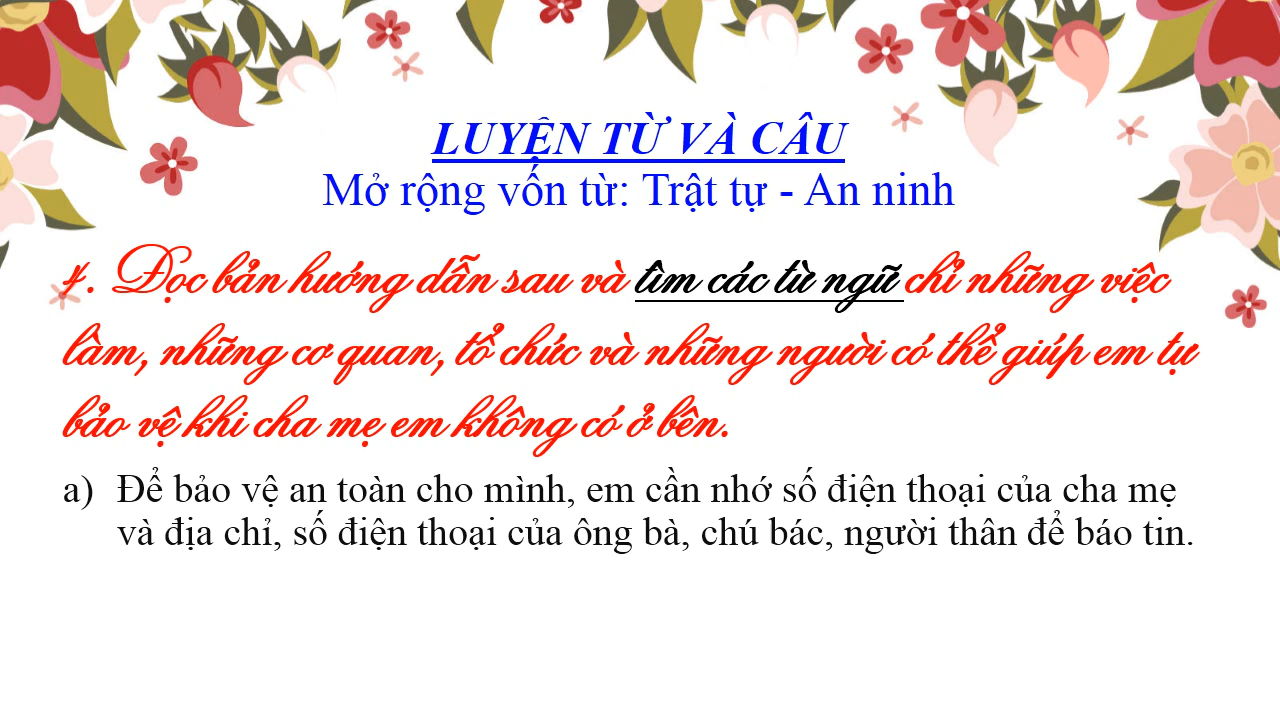 LUYỆN TỪ VÀ CÂU
Mở rộng vốn từ: Trật tự - An ninh
4. Đọc bản hướng dẫn sau và tìm các từ ngữ chỉ những việc
làm, những cơ quan, tổ chức và những người có thể giúp em tự
bảo vệ khi cha mẹ em không có ở bên.
a) Để bảo vệ an toàn cho mình, em cần nhớ số điện thoại của cha mẹ
và địa chỉ, số điện thoại của ông bà, chú bác, người thân để báo tin.